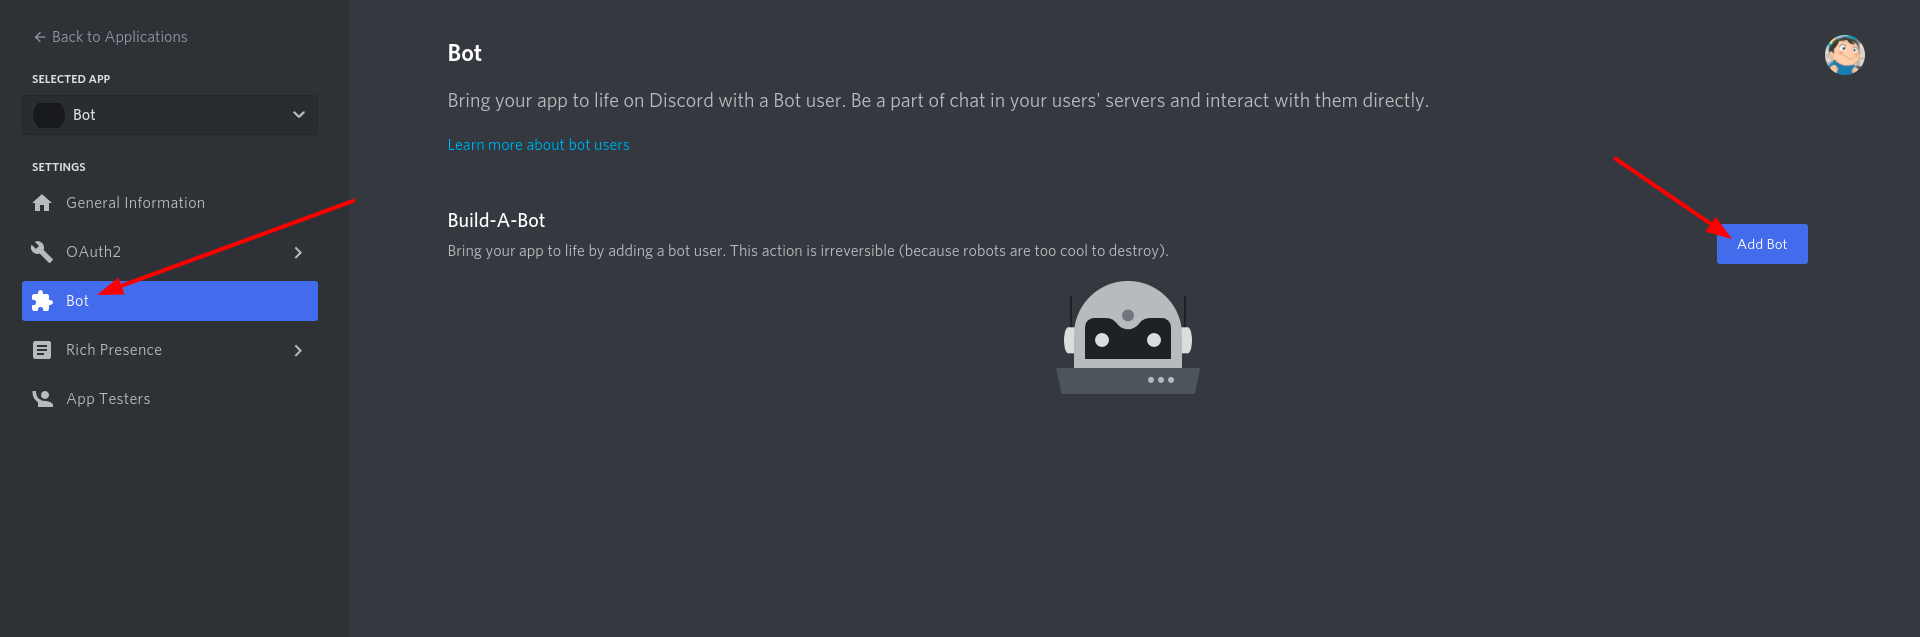 Back to Applications
SELECTED APP
Bot
SETTINGS
General Information
OAuth2
Bot
Rich Presence
App Testers
Bot
Bring your app to life on Discord with a Bot user. Be a part of chat in your users' servers and interact with them directly.
Learn more about bot users
Build-A-Bot
Bring your app to life by adding a bot user. This action is irreversible (because robots are too cool to destroy).
Add Bot